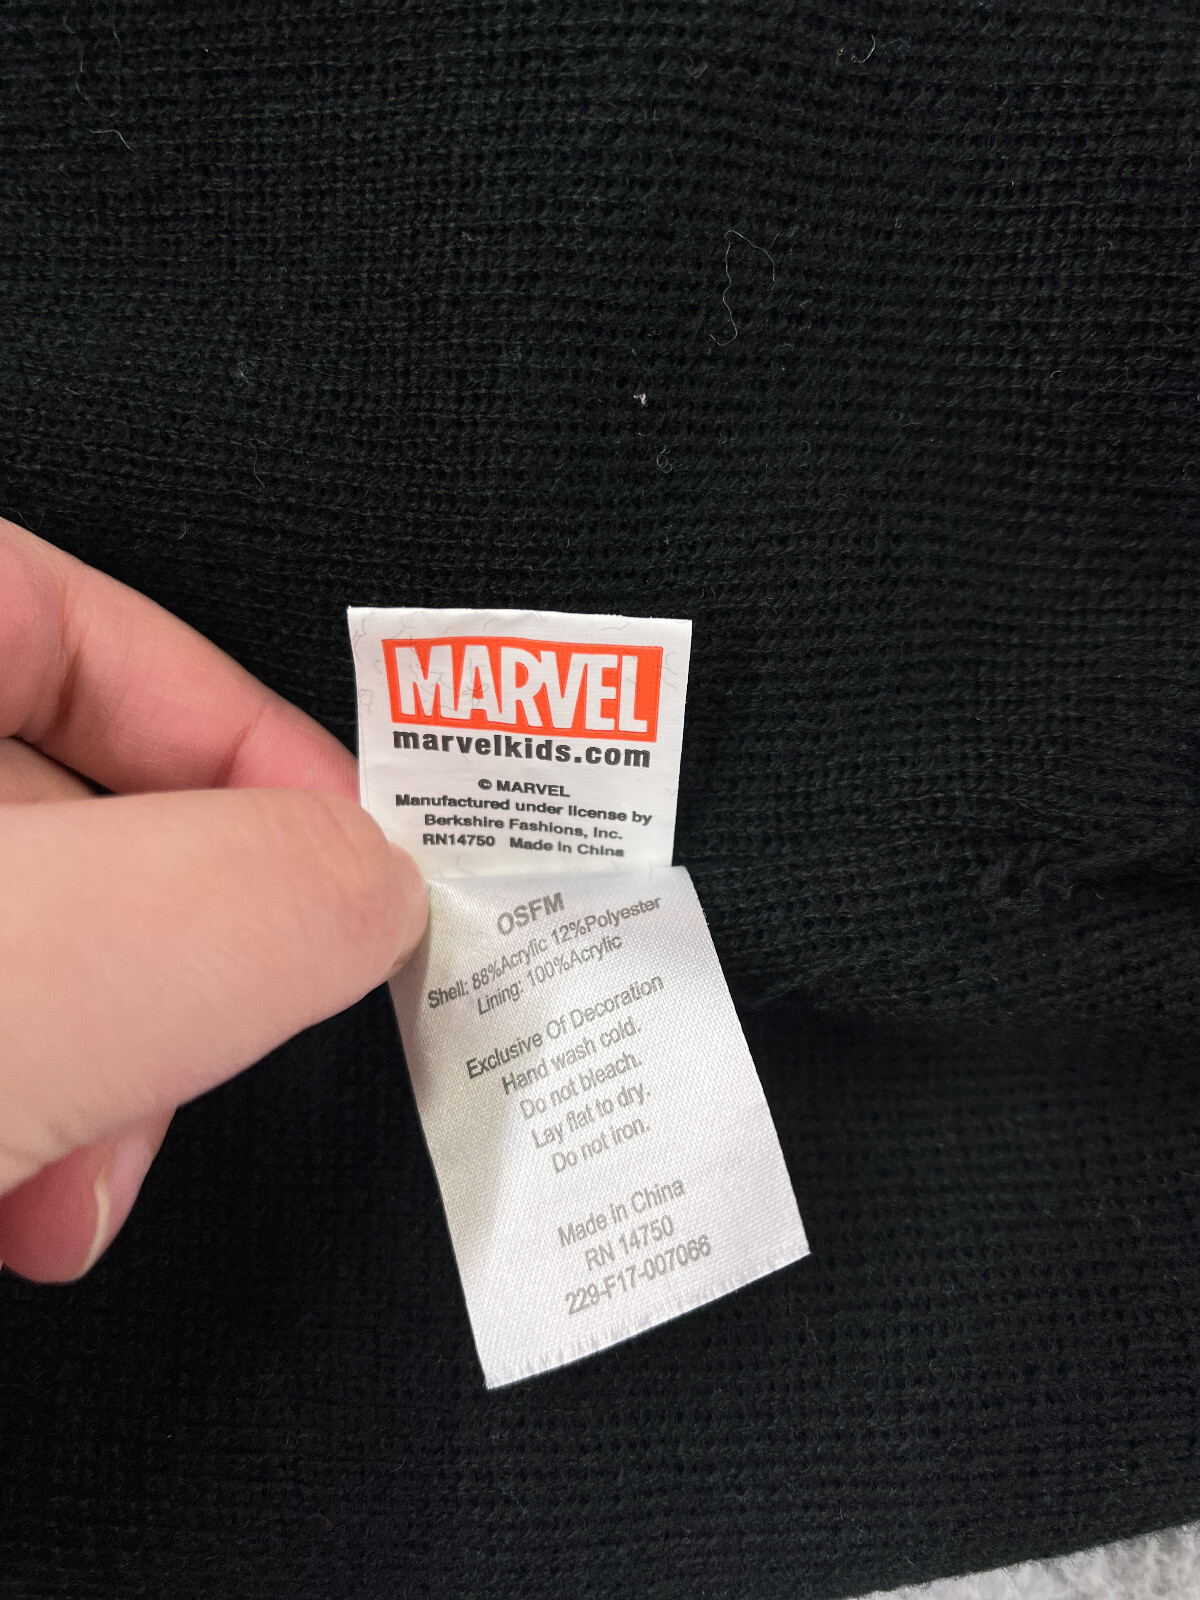 MARVEL
marvelkids.com
© MARVEL
Manufactured under license by
Berkshire Fashions, Inc.
RN14750 Made in China
OSFM
Shell: 88%Acrylic 12%Polyester
Lining: 100%Acrylic
Exclusive Of Decoration
Hand wash cold.
Do not bleach.
Lay flat to dry.
Do not iron.
Made in China
RN 14750
229-F17-007066